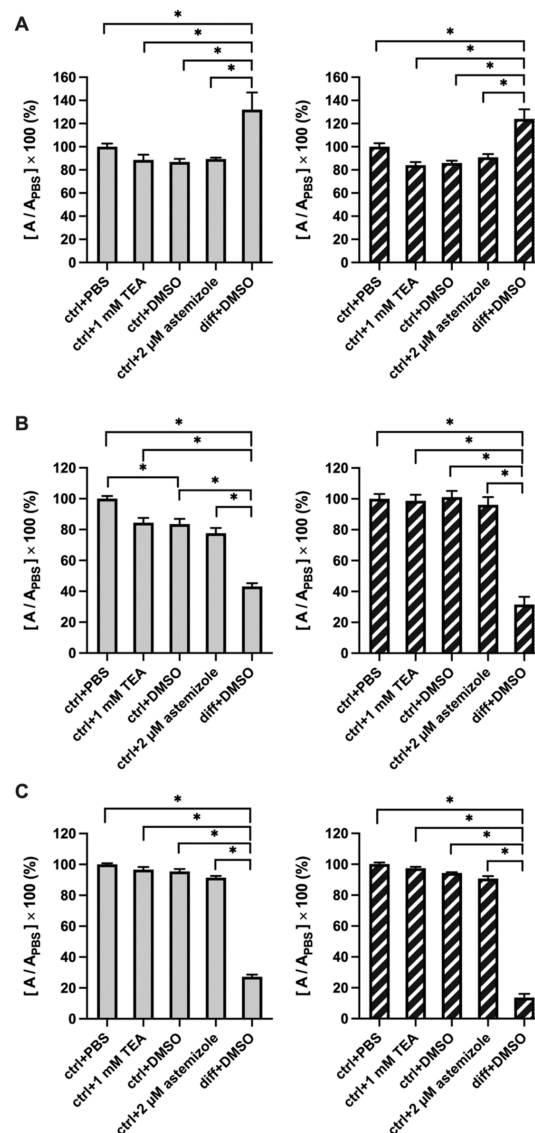 A
*
*
*
*
[ A / A_PBS ] × 100 (%)
160
140
120
100
80
60
40
20
0
ctrl+PBS
ctrl+1 mM TEA
ctrl+DMSO
ctrl+2 µM astemizole
diff+DMSO
*
*
*
*
[ A / A_PBS ] × 100 (%)
160
140
120
100
80
60
40
20
0
ctrl+PBS
ctrl+1 mM TEA
ctrl+DMSO
ctrl+2 µM astemizole
diff+DMSO
B
*
*
*
*
*
[ A / A_PBS ] × 100 (%)
120
100
80
60
40
20
0
ctrl+PBS
ctrl+1 mM TEA
ctrl+DMSO
ctrl+2 µM astemizole
diff+DMSO
*
*
*
*
[ A / A_PBS ] × 100 (%)
120
100
80
60
40
20
0
ctrl+PBS
ctrl+1 mM TEA
ctrl+DMSO
ctrl+2 µM astemizole
diff+DMSO
C
*
*
*
*
[ A / A_PBS ] × 100 (%)
120
100
80
60
40
20
0
ctrl+PBS
ctrl+1 mM TEA
ctrl+DMSO
ctrl+2 µM astemizole
diff+DMSO
*
*
*
*
[ A / A_PBS ] × 100 (%)
120
100
80
60
40
20
0
ctrl+PBS
ctrl+1 mM TEA
ctrl+DMSO
ctrl+2 µM astemizole
diff+DMSO